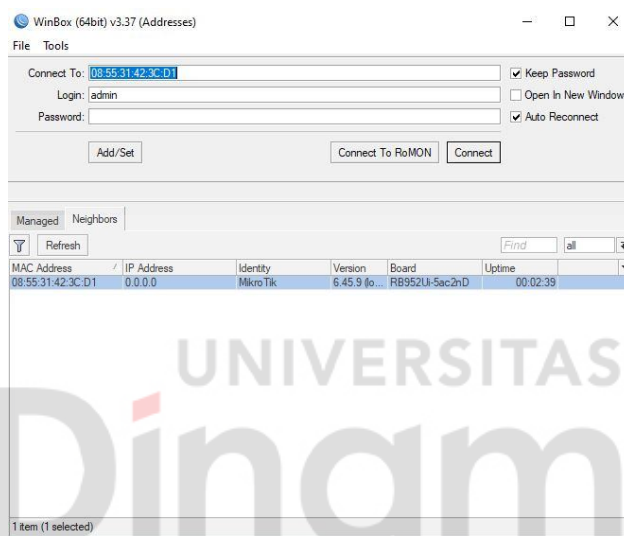 WinBox (64bit) v3.37 (Addresses)
File Tools
Connect To: 08:55:31:42:3C:D1
Keep Password
Login: admin
Open In New Window
Password:
Auto Reconnect
Add/Set Connect To RoMON Connect
Managed Neighbors
Refresh Find all
MAC Address IP Address Identity Version Board Uptime
08:55:31:42:3C:D1 0.0.0.0 MikroTik 6.45.9 (lo... RB952Ui-5ac2nD 00:02:39
UNIVERSITAS
Dinam
1 item (1 selected)